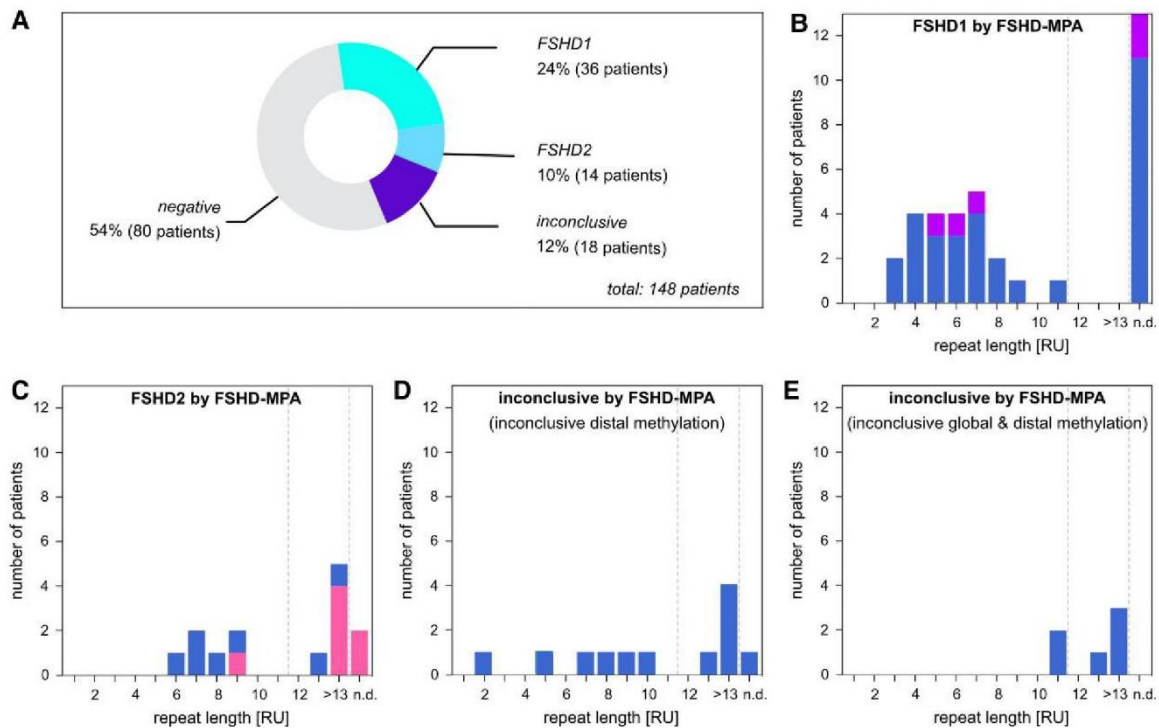 A
FSHD1
24% (36 patients)
FSHD2
10% (14 patients)
inconclusive
12% (18 patients)
negative
54% (80 patients)
total: 148 patients
B
FSHD1 by FSHD-MPA
number of patients
12
10
8
6
4
2
0
2 4 6 8 10 12 >13 n.d.
repeat length [RU]
C
FSHD2 by FSHD-MPA
number of patients
12
10
8
6
4
2
0
2 4 6 8 10 12 >13 n.d.
repeat length [RU]
D
inconclusive by FSHD-MPA
(inconclusive distal methylation)
number of patients
12
10
8
6
4
2
0
2 4 6 8 10 12 >13 n.d.
repeat length [RU]
E
inconclusive by FSHD-MPA
(inconclusive global & distal methylation)
number of patients
12
10
8
6
4
2
0
2 4 6 8 10 12 >13 n.d.
repeat length [RU]